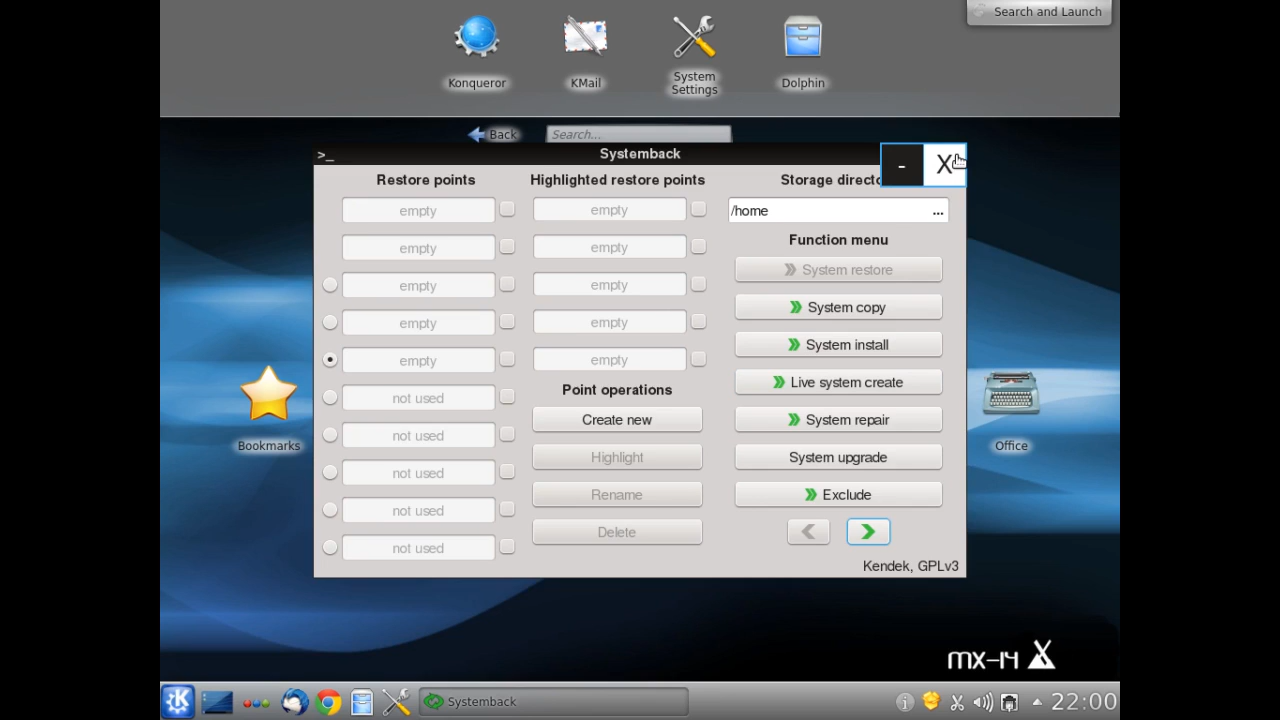 Search and Launch
Konqueror
KMail
System
Settings
Dolphin
Back
Search...
>_
Systemback
-
X
Restore points
empty
empty
empty
empty
empty
not used
not used
not used
not used
not used
Highlighted restore points
empty
empty
empty
empty
empty
Point operations
Create new
Highlight
Rename
Delete
Storage directo
/home
...
Function menu
System restore
System copy
System install
Live system create
System repair
System upgrade
Exclude
Kendek, GPLv3
Bookmarks
Office
mx-14
Systemback
22:00